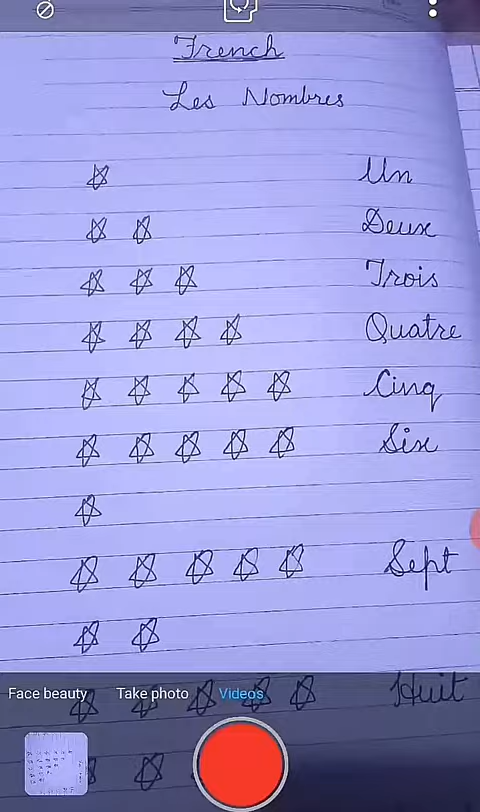 French
Les Nombres
Un
Deux
Trois
Quatre
Cinq
Six
Sept
Huit
Face beauty Take photo Videos